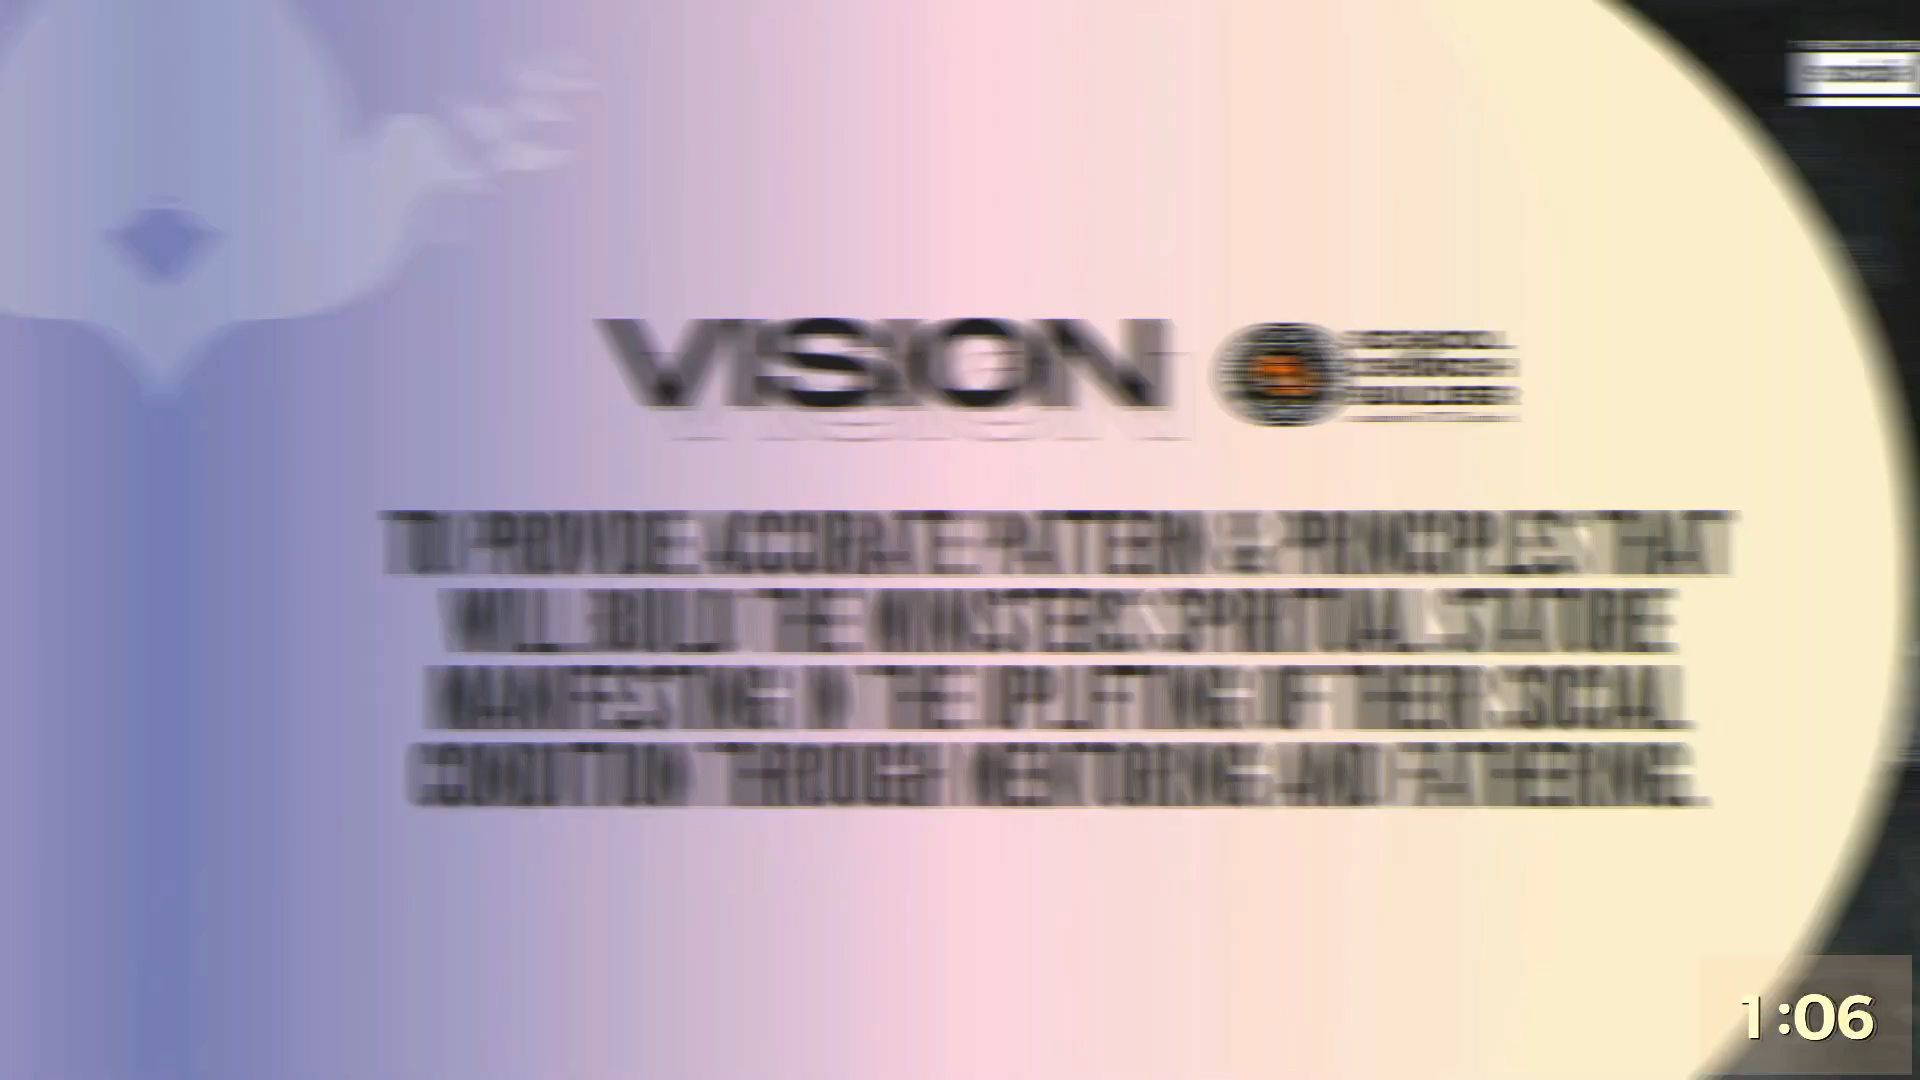 VISION
TO PROVIDE ACCURATE PATTERN & PRINCIPLES THAT
WILL BUILD THE MINISTERS SPIRITUAL STATURE
MANIFESTING IN THE UPLIFTING OF THEIR SOCIAL
CONDITION THROUGH MENTORING AND FATHERING.
1:06